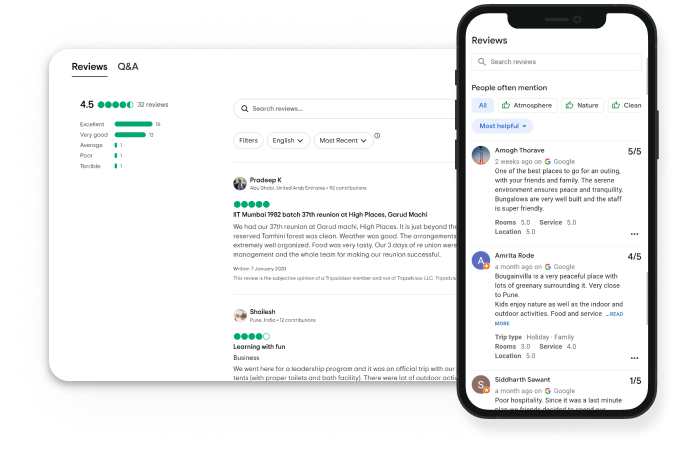 Reviews Q&A
4.5 32 reviews
Excellent 16
Very good 13
Average 1
Poor 1
Terrible 1
Search reviews...
Filters English Most Recent
Pradeep K
Abu Dhabi, United Arab Emirates • 92 contributions
IIT Mumbai 1982 batch 37th reunion at High Places, Garud Machi
We had our 37th reunion at Garud machi, High Places. It is just beyond the
reserved Tamhini forest was clean. Weather was good. The arrangements
extremely well organized. Food was very tasty. Our 3 days of re union were
management and the whole team for making our reunion successful.
Written 7 January 2020
This review is the subjective opinion of a Tripadvisor member and not of Tripadvisor LLC. Tripadvis
Shailesh
Pune, India • 12 contributions
Learning with fun
Business
We went here for a leadership program and it was an official trip with our
tents (with proper toilets and bath facility). There were lot of outdoor activ
Reviews
Search reviews
People often mention
All Atmosphere Nature Clean
Most helpful
Amogh Thorave 5/5
2 weeks ago on Google
One of the best places to go for an outing,
with your friends and family. The serene
environment ensures peace and tranquility.
Bungalows are very well built and the staff
is super friendly.
Rooms 5.0 Service 5.0
Location 5.0
Amrita Rode 4/5
A
a month ago on Google
Bougainvilla is a very peaceful place with
lots of greenary surrounding it. Very close
to Pune.
Kids enjoy nature as well as the indoor and
outdoor activities. Food and service ...READ
MORE
Trip type Holiday · Family
Rooms 3.0 Service 4.0
Location 5.0
Siddharth Sawant 1/5
S
a month ago on Google
Poor hospitality. Since it was a last minute
plan we friends decided to spend our